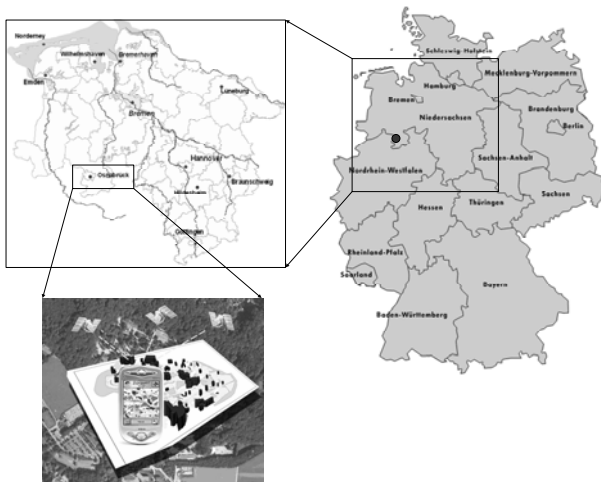 Norderney
Wilhelmshaven
Bremerhaven
Emden
Lüneburg
Bremen
Hannover
Osnabrück
Hildesheim
Braunschweig
Göttingen
Schleswig-Holstein
Mecklenburg-Vorpommern
Hamburg
Bremen
Niedersachsen
Brandenburg
Berlin
Sachsen-Anhalt
Nordrhein-Westfalen
Sachsen
Thüringen
Hessen
Rheinland-Pfalz
Saarland
Bayern
Baden-Württemberg